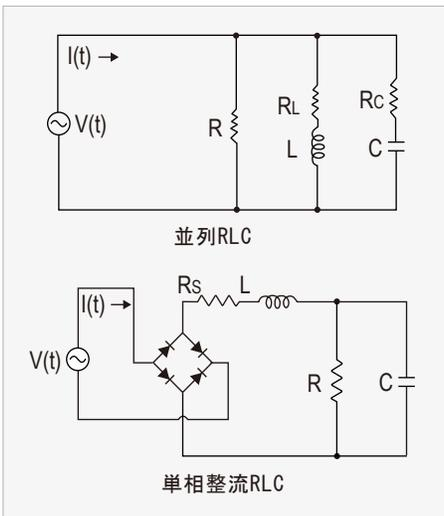 I(t)
V(t)
R
RL
L
RC
C
並列RLC
I(t)
V(t)
RS
L
R
C
単相整流RLC